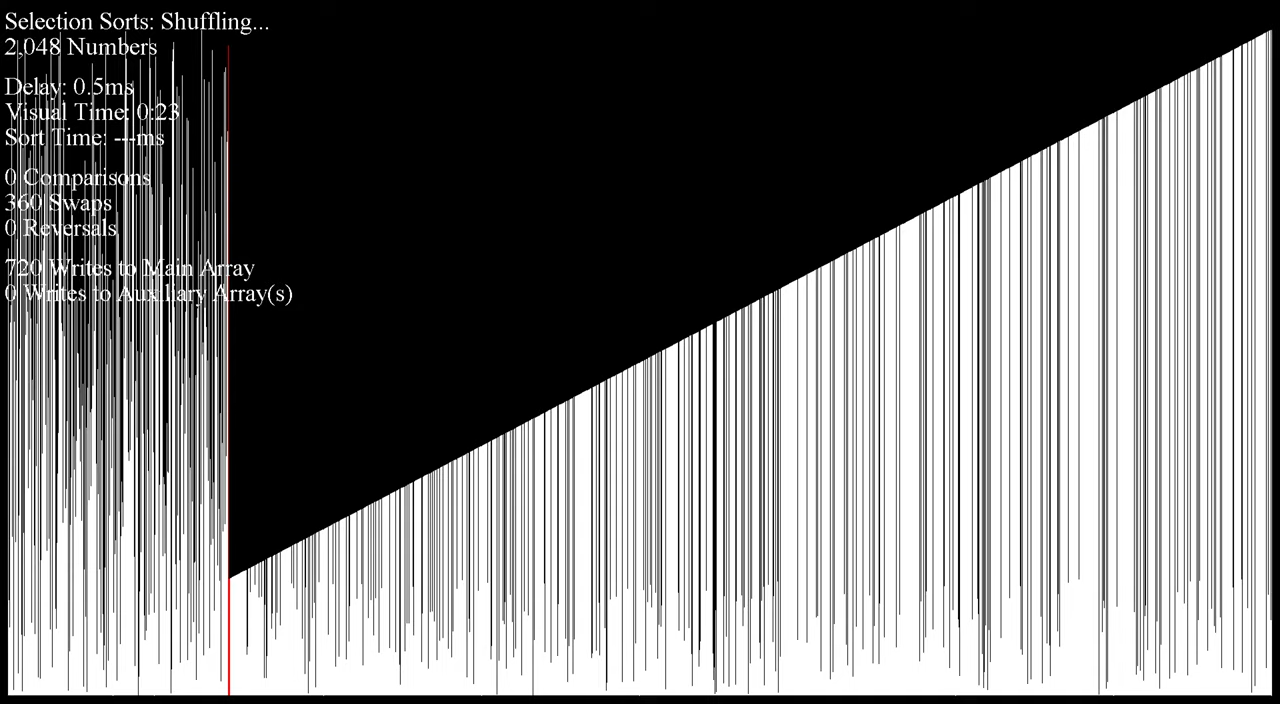 Selection Sorts: Shuffling...
2,048 Numbers
Delay: 0.5ms
Visual Time: 0:23
Sort Time: ---ms
0 Comparisons
360 Swaps
0 Reversals
720 Writes to Main Array
0 Writes to Auxiliary Array(s)